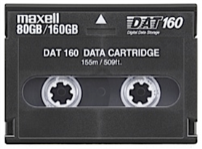 maxell
80GB/160GB
DAT 160
Digital Data Storage
DAT 160 DATA CARTRIDGE
155m / 509ft.